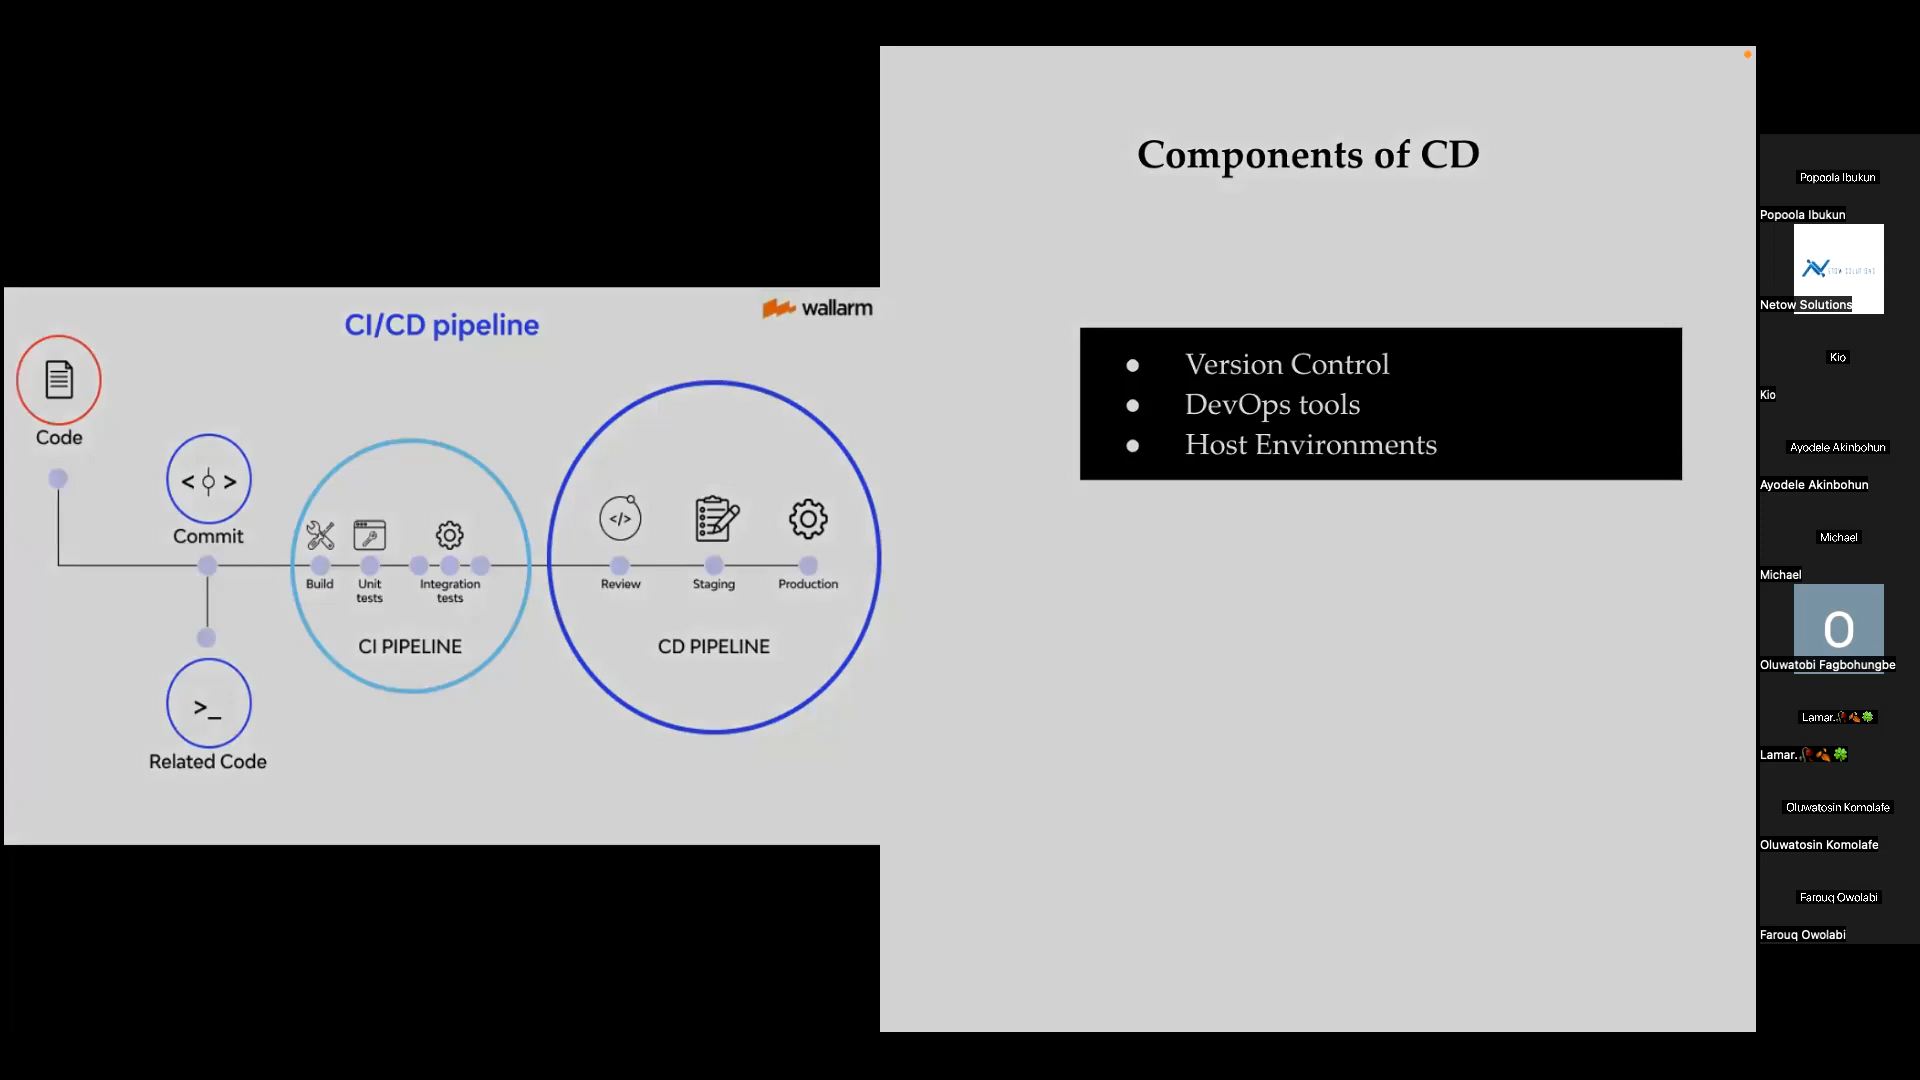 CI/CD pipeline
wallarm
Code
< >
Commit
Build
Unit
tests
Integration
tests
CI PIPELINE
</>
Review
Staging
Production
CD PIPELINE
>_
Related Code
Components of CD
● Version Control
● DevOps tools
● Host Environments
Popoola Ibukun
Popoola Ibukun
Netow Solutions
Kio
Kio
Ayodele Akinbohun
Ayodele Akinbohun
Michael
Michael
O
Oluwatobi Fagbohungbe
Lamar.🥀🍂🍀
Lamar.🥀🍂🍀
Oluwatosin Komolafe
Oluwatosin Komolafe
Farouq Owolabi
Farouq Owolabi